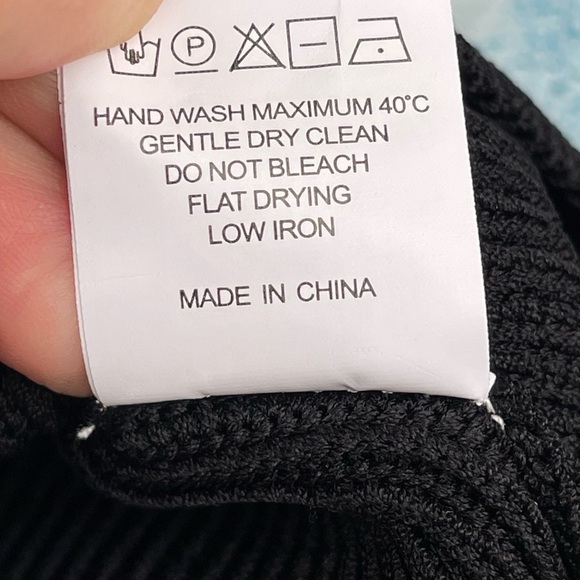 P
HAND WASH MAXIMUM 40°C
GENTLE DRY CLEAN
DO NOT BLEACH
FLAT DRYING
LOW IRON
MADE IN CHINA